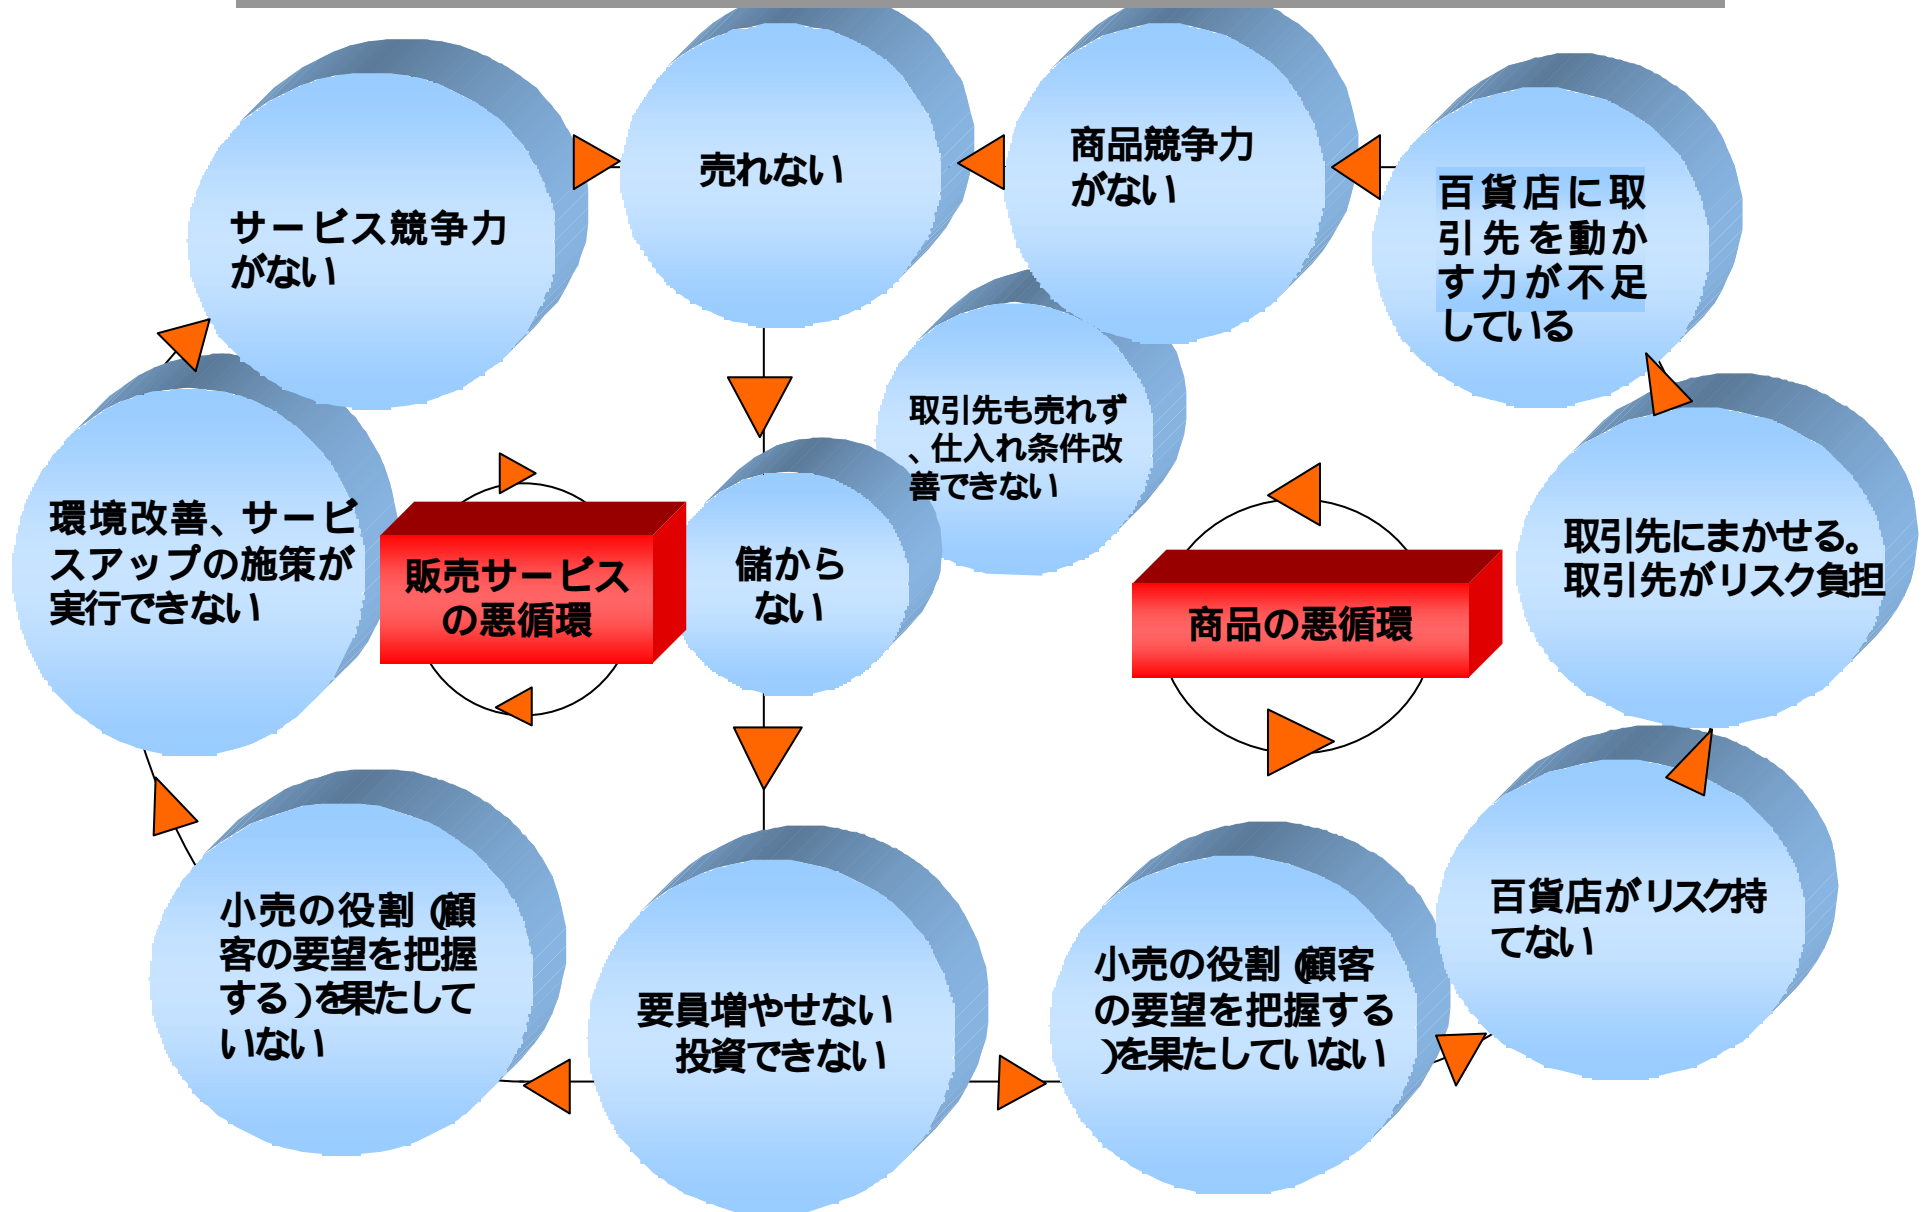 売れない
商品競争力
がない
百貨店に取
引先を動か
す力が不足
している
サービス競争力
がない
取引先も売れず
、仕入れ条件改
善できない
環境改善、サービ
スアップの施策が
実行できない
販売サービス
の悪循環
儲から
ない
商品の悪循環
取引先にまかせる。
取引先がリスク負担
小売の役割（顧
客の要望を把握
する）を果たして
いない
要員増やせない
投資できない
小売の役割（顧客
の要望を把握する
）を果たしていない
百貨店がリスク持
てない